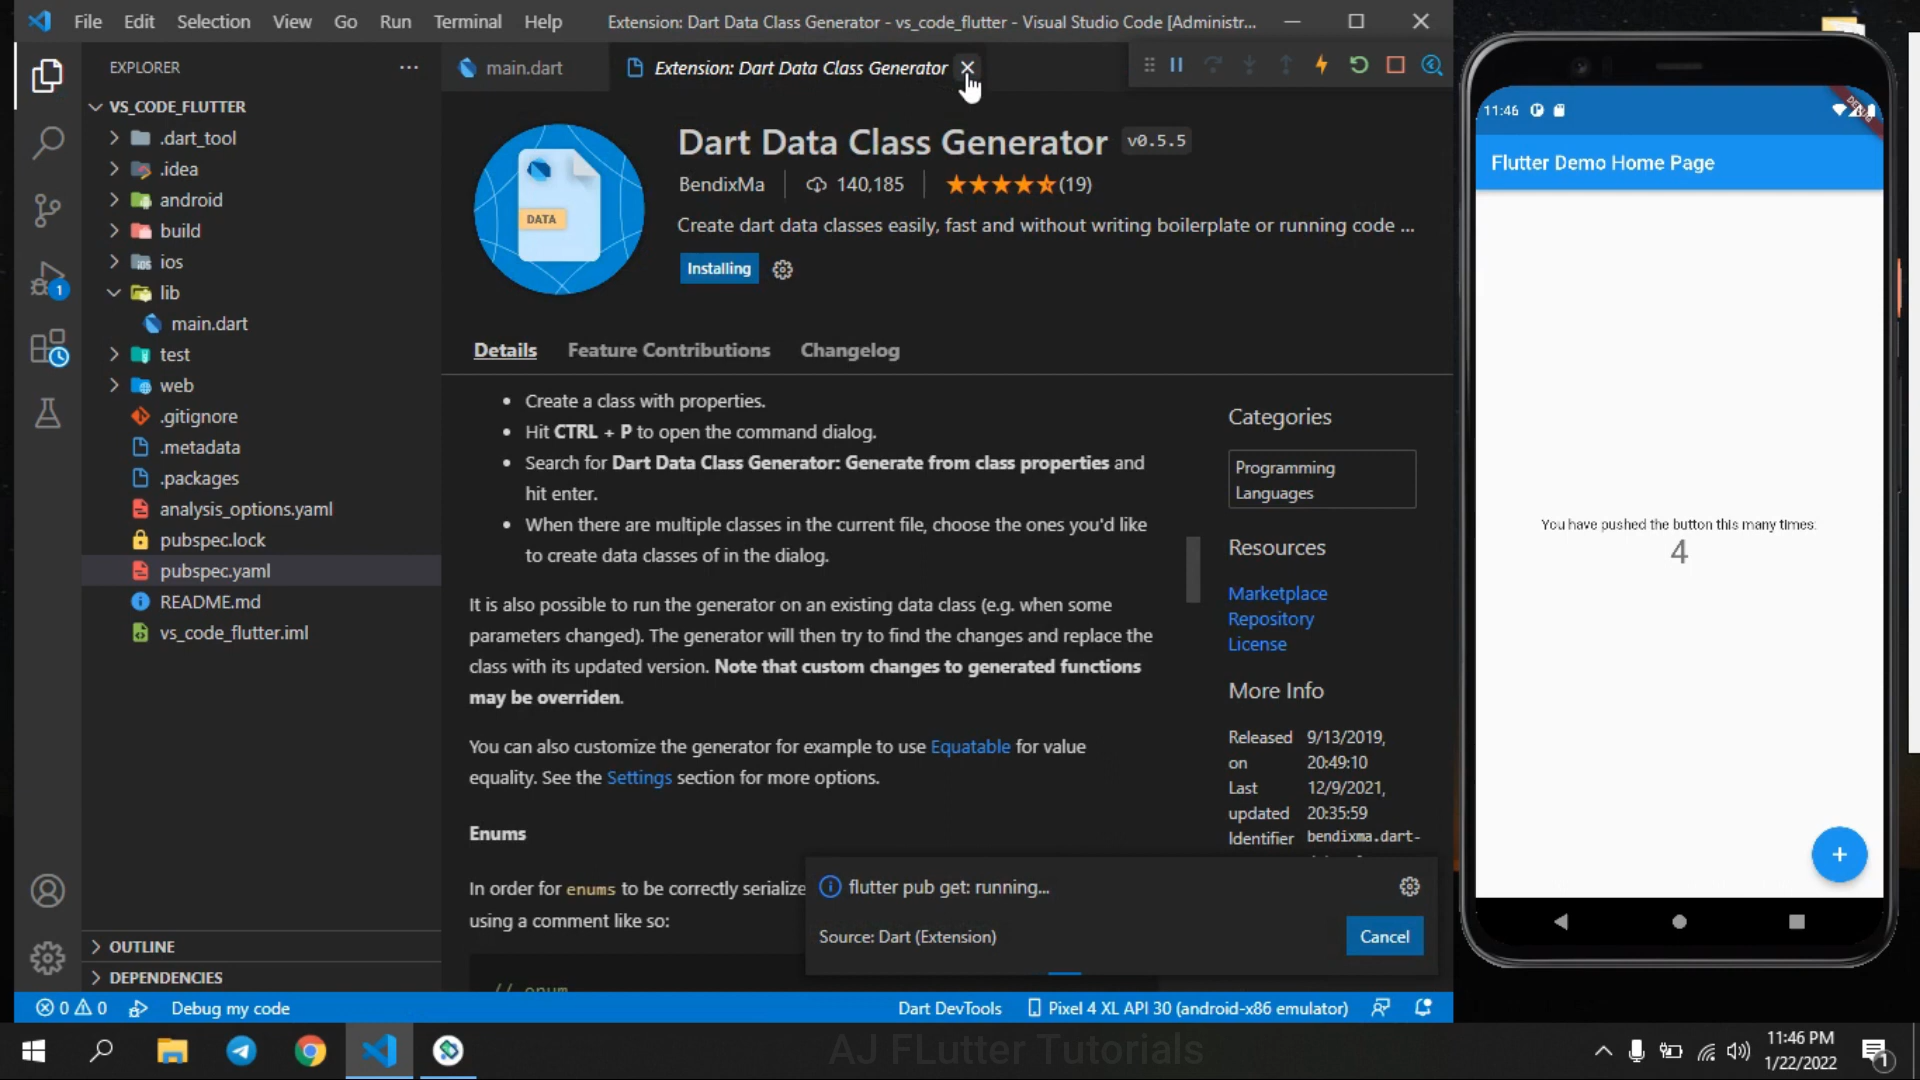 File Edit Selection View Go Run Terminal Help Extension: Dart Data Class Generator - vs_code_flutter - Visual Studio Code [Administr...
EXPLORER
main.dart
Extension: Dart Data Class Generator
VS_CODE_FLUTTER
.dart_tool
.idea
android
build
ios
lib
main.dart
test
web
.gitignore
.metadata
.packages
analysis_options.yaml
pubspec.lock
pubspec.yaml
README.md
vs_code_flutter.iml
OUTLINE
DEPENDENCIES
1
DATA
Dart Data Class Generator v0.5.5
BendixMa 140,185 (19)
Create dart data classes easily, fast and without writing boilerplate or running code ...
Installing
Details Feature Contributions Changelog
• Create a class with properties.
• Hit CTRL + P to open the command dialog.
• Search for Dart Data Class Generator: Generate from class properties and
hit enter.
• When there are multiple classes in the current file, choose the ones you'd like
to create data classes of in the dialog.
It is also possible to run the generator on an existing data class (e.g. when some
parameters changed). The generator will then try to find the changes and replace the
class with its updated version. Note that custom changes to generated functions
may be overriden.
You can also customize the generator for example to use Equatable for value
equality. See the Settings section for more options.
Enums
In order for enums to be correctly serialize
using a comment like so:
// enum
Categories
Programming
Languages
Resources
Marketplace
Repository
License
More Info
Released 9/13/2019,
on 20:49:10
Last 12/9/2021,
updated 20:35:59
Identifier bendixma.dart-
flutter pub get: running...
Source: Dart (Extension)
Cancel
0 0 Debug my code
Dart DevTools
Pixel 4 XL API 30 (android-x86 emulator)
11:46
DEBUG
Flutter Demo Home Page
You have pushed the button this many times:
4
+
AJ FLutter Tutorials
11:46 PM
1/22/2022
1